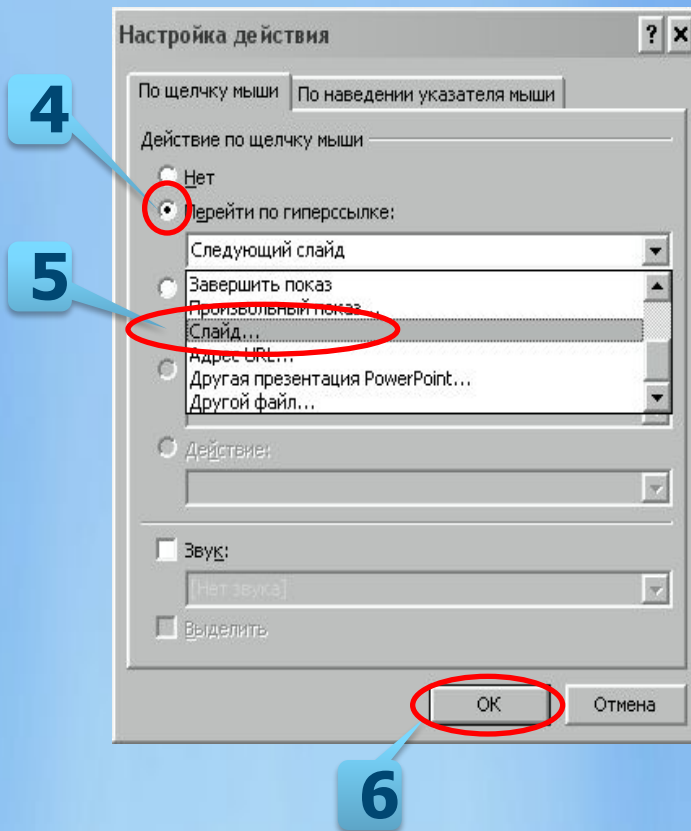 Настройка действия ? x
По щелчку мыши По наведении указателя мыши
4
Действие по щелчку мыши
Нет
Перейти по гиперссылке:
Следующий слайд
5
Завершить показ
Произвольный показ...
Слайд...
Адрес URL...
Другая презентация PowerPoint...
Другой файл...
Действие:
Звук:
[Нет звука]
Выделить
ОК Отмена
6